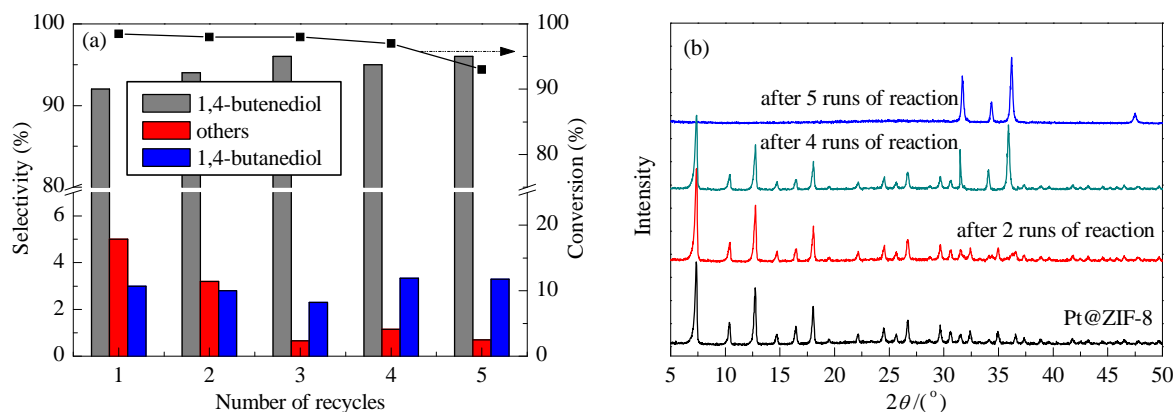 (a)
100
90
80
6
4
2
0
Selectivity (%)
1,4-butenediol
others
1,4-butanediol
100
90
80
20
10
0
Conversion (%)
1 2 3 4 5
Number of recycles
(b)
Intensity
after 5 runs of reaction
after 4 runs of reaction
after 2 runs of reaction
Pt@ZIF-8
5 10 15 20 25 30 35 40 45 50
2θ/(°)